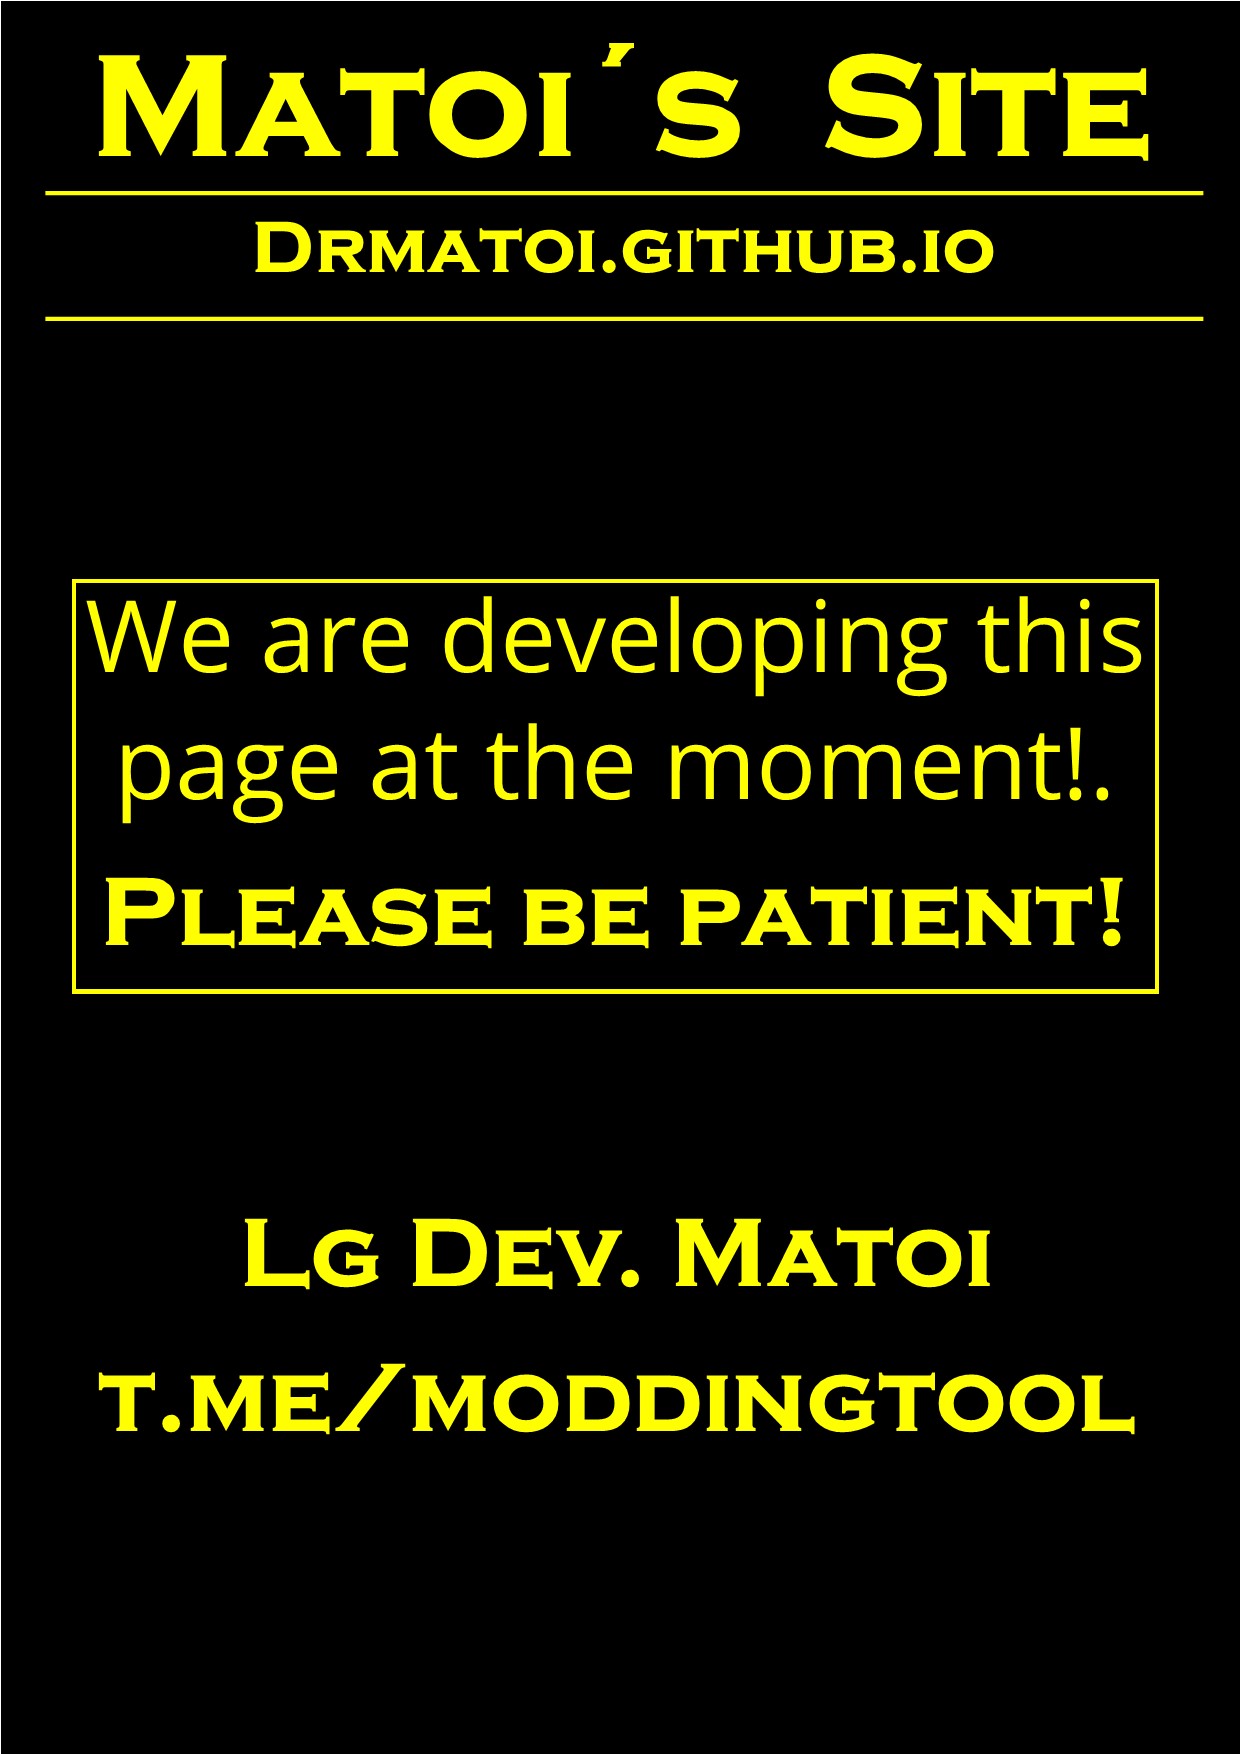 Matoi´s Site
Drmatoi.github.io
We are developing this
page at the moment!.
Please be patient!
Lg Dev. Matoi
t.me/moddingtool